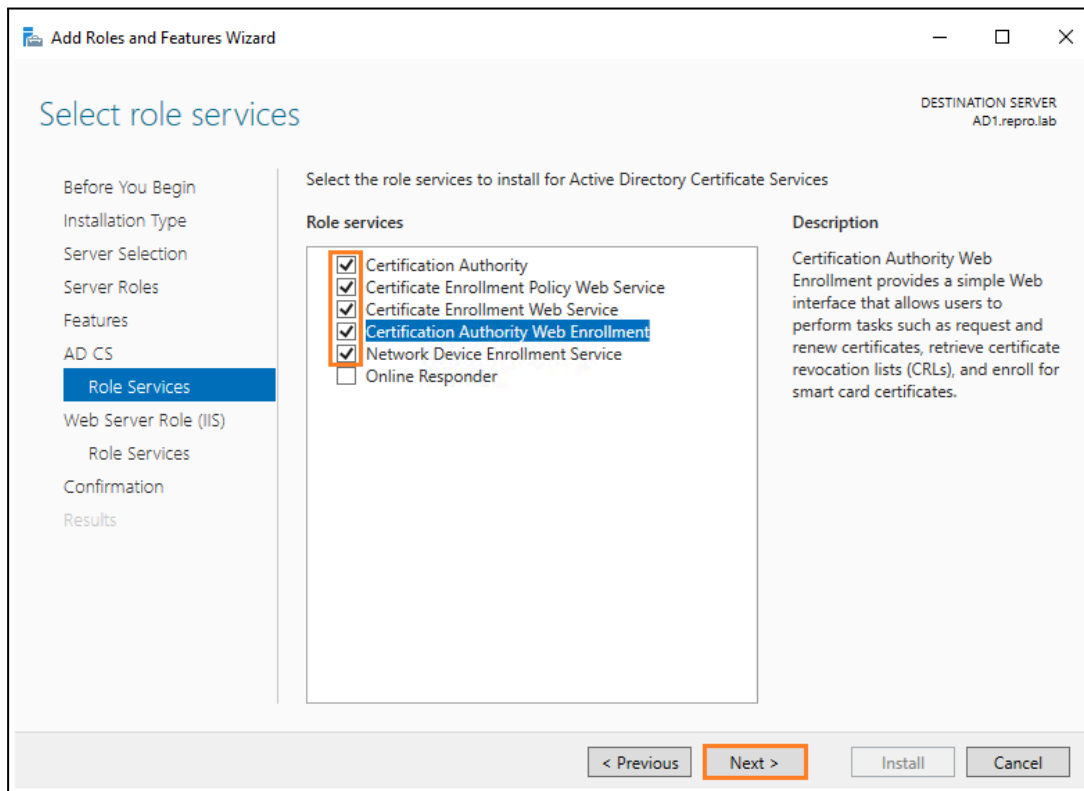 Add Roles and Features Wizard
Select role services
DESTINATION SERVER
AD1.repro.lab
Before You Begin
Installation Type
Server Selection
Server Roles
Features
AD CS
Role Services
Web Server Role (IIS)
Role Services
Confirmation
Results
Select the role services to install for Active Directory Certificate Services
Role services
Certification Authority
Certificate Enrollment Policy Web Service
Certificate Enrollment Web Service
Certification Authority Web Enrollment
Network Device Enrollment Service
Online Responder
Description
Certification Authority Web
Enrollment provides a simple Web
interface that allows users to
perform tasks such as request and
renew certificates, retrieve certificate
revocation lists (CRLs), and enroll for
smart card certificates.
< Previous
Next >
Install
Cancel